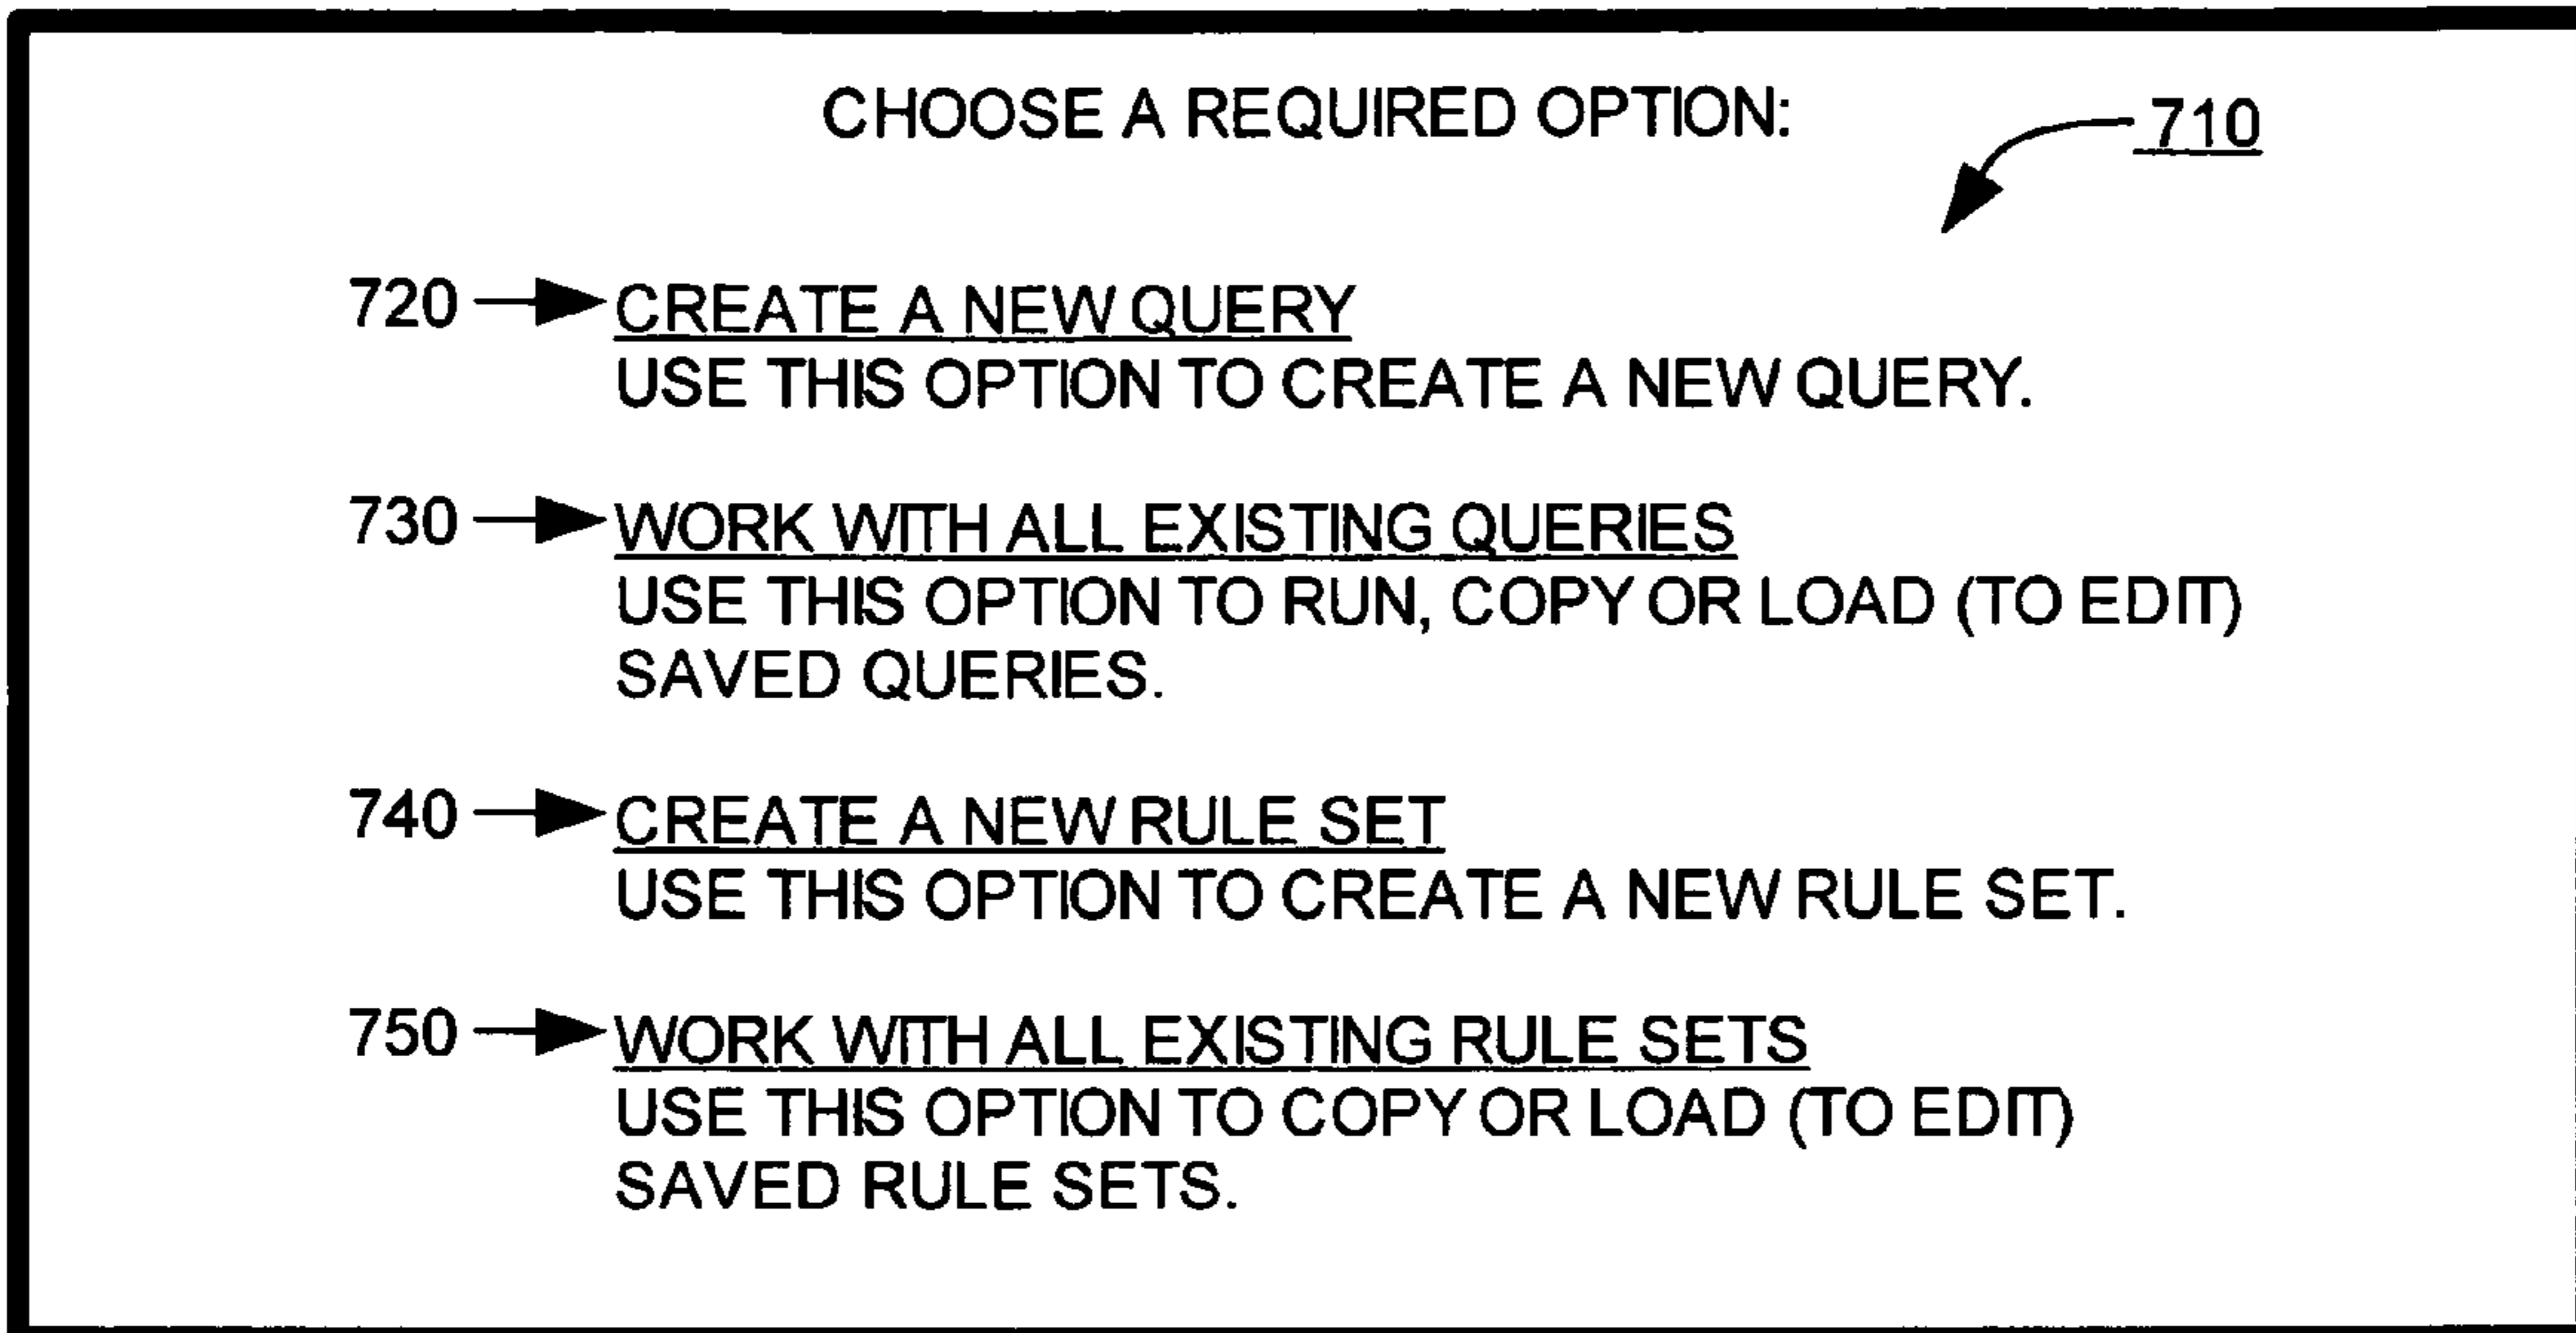 CHOOSE A REQUIRED OPTION:
710
720 CREATE A NEW QUERY
USE THIS OPTION TO CREATE A NEW QUERY.
730 WORK WITH ALL EXISTING QUERIES
USE THIS OPTION TO RUN, COPY OR LOAD (TO EDIT)
SAVED QUERIES.
740 CREATE A NEW RULE SET
USE THIS OPTION TO CREATE A NEW RULE SET.
750 WORK WITH ALL EXISTING RULE SETS
USE THIS OPTION TO COPY OR LOAD (TO EDIT)
SAVED RULE SETS.